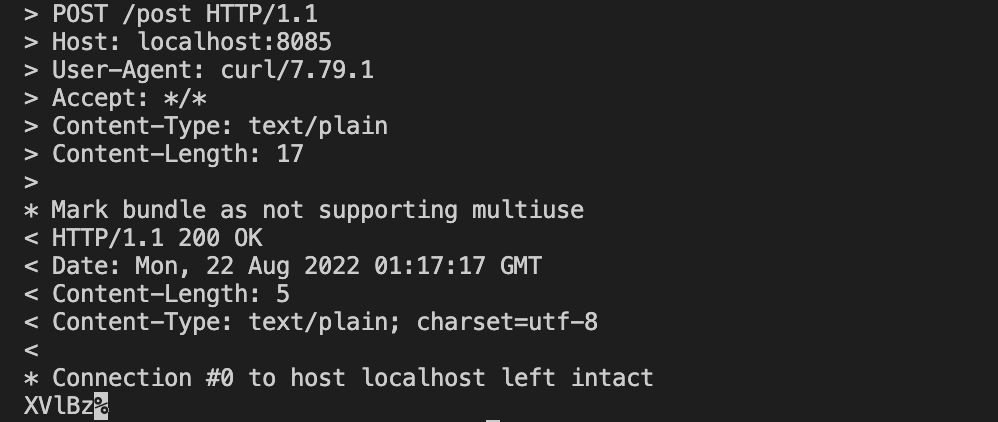 > POST /post HTTP/1.1
> Host: localhost:8085
> User-Agent: curl/7.79.1
> Accept: */*
> Content-Type: text/plain
> Content-Length: 17
>
* Mark bundle as not supporting multiuse
< HTTP/1.1 200 OK
< Date: Mon, 22 Aug 2022 01:17:17 GMT
< Content-Length: 5
< Content-Type: text/plain; charset=utf-8
<
* Connection #0 to host localhost left intact
XVlBz%